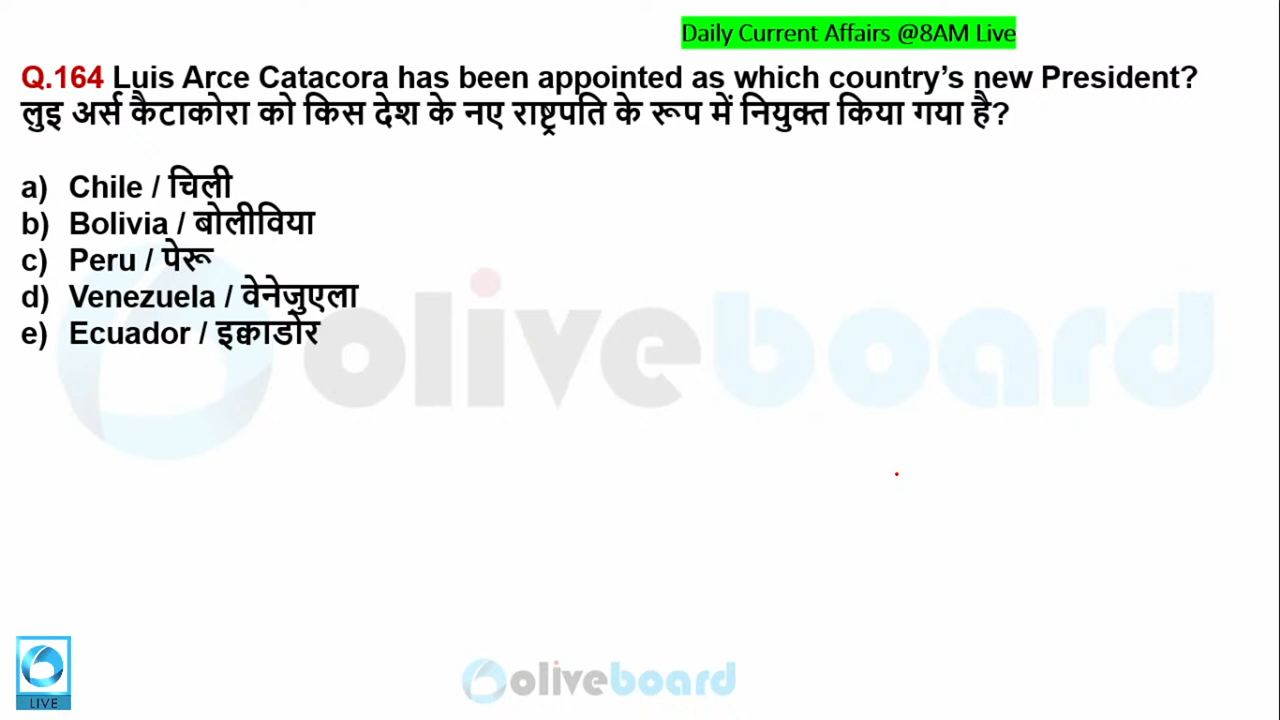 Daily Current Affairs @8AM Live
Q.164 Luis Arce Catacora has been appointed as which country's new President?
लुइ अर्स कैटाकोरा को किस देश के नए राष्ट्रपति के रूप में नियुक्त किया गया है?
a) Chile / चिली
b) Bolivia / बोलीविया
c) Peru / पेरू
d) Venezuela / वेनेजुएला
e) Ecuador / इक्वाडोर
oliveboard
LIVE
oliveboard